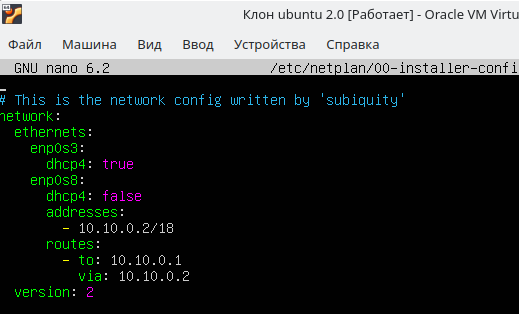 Клон ubuntu 2.0 [Работает] - Oracle VM Virtu
Файл Машина Вид Ввод Устройства Справка
GNU nano 6.2 /etc/netplan/00-installer-confi
# This is the network config written by 'subiquity'
network:
  ethernets:
    enp0s3:
      dhcp4: true
    enp0s8:
      dhcp4: false
      addresses:
        - 10.10.0.2/18
      routes:
        - to: 10.10.0.1
          via: 10.10.0.2
  version: 2